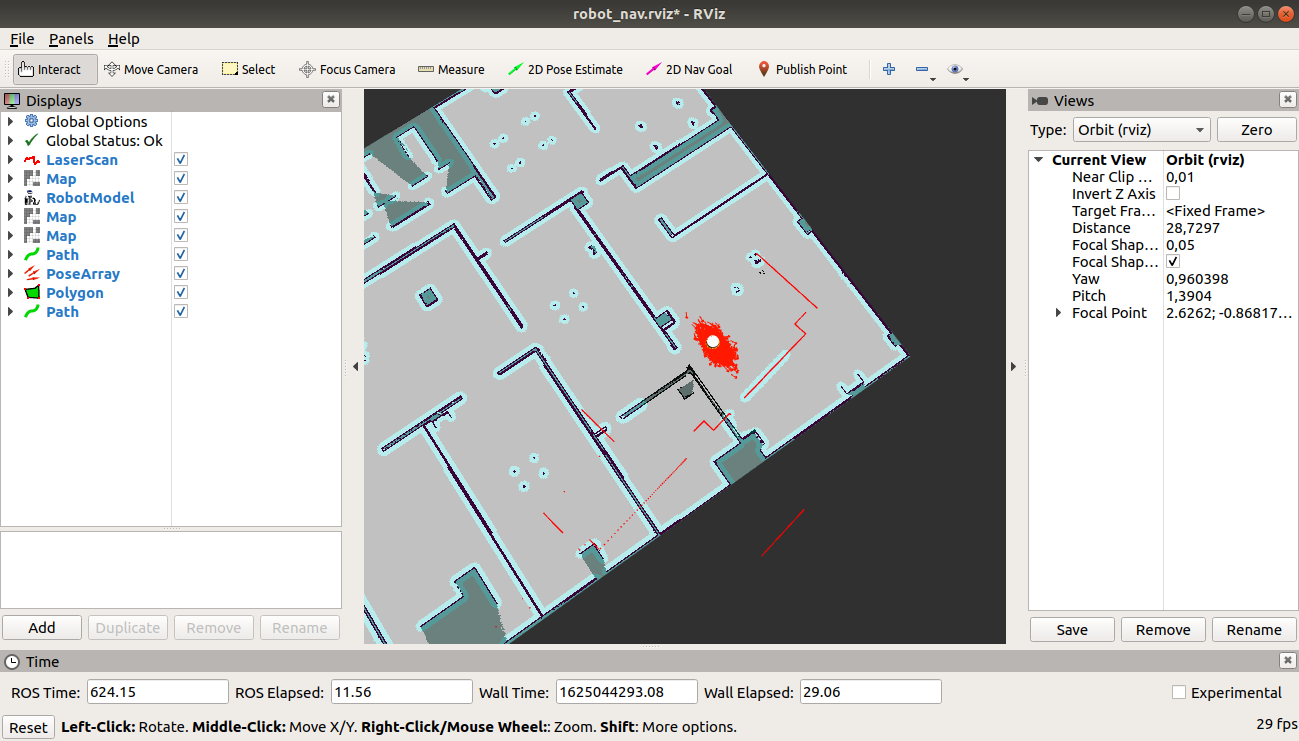 robot_nav.rviz* - RViz
File Panels Help
Interact Move Camera Select Focus Camera Measure 2D Pose Estimate 2D Nav Goal Publish Point
Displays
Global Options
Global Status: Ok
LaserScan
Map
RobotModel
Map
Map
Path
PoseArray
Polygon
Path
Add Duplicate Remove Rename
Views
Type: Orbit (rviz) Zero
Current View Orbit (rviz)
Near Clip ... 0,01
Invert Z Axis
Target Fra... <Fixed Frame>
Distance 28,7297
Focal Shap... 0,05
Focal Shap...
Yaw 0,960398
Pitch 1,3904
Focal Point 2.6262; -0.86817...
Save Remove Rename
Time
ROS Time: 624.15 ROS Elapsed: 11.56 Wall Time: 1625044293.08 Wall Elapsed: 29.06 Experimental
Reset Left-Click: Rotate. Middle-Click: Move X/Y. Right-Click/Mouse Wheel:: Zoom. Shift: More options. 29 fps